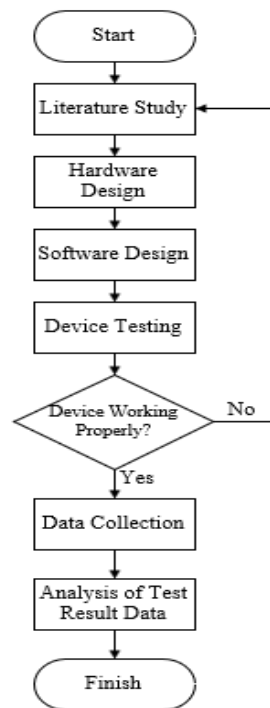 Start
Literature Study
Hardware
Design
Software Design
Device Testing
Device Working
Properly?
No
Yes
Data Collection
Analysis of Test
Result Data
Finish